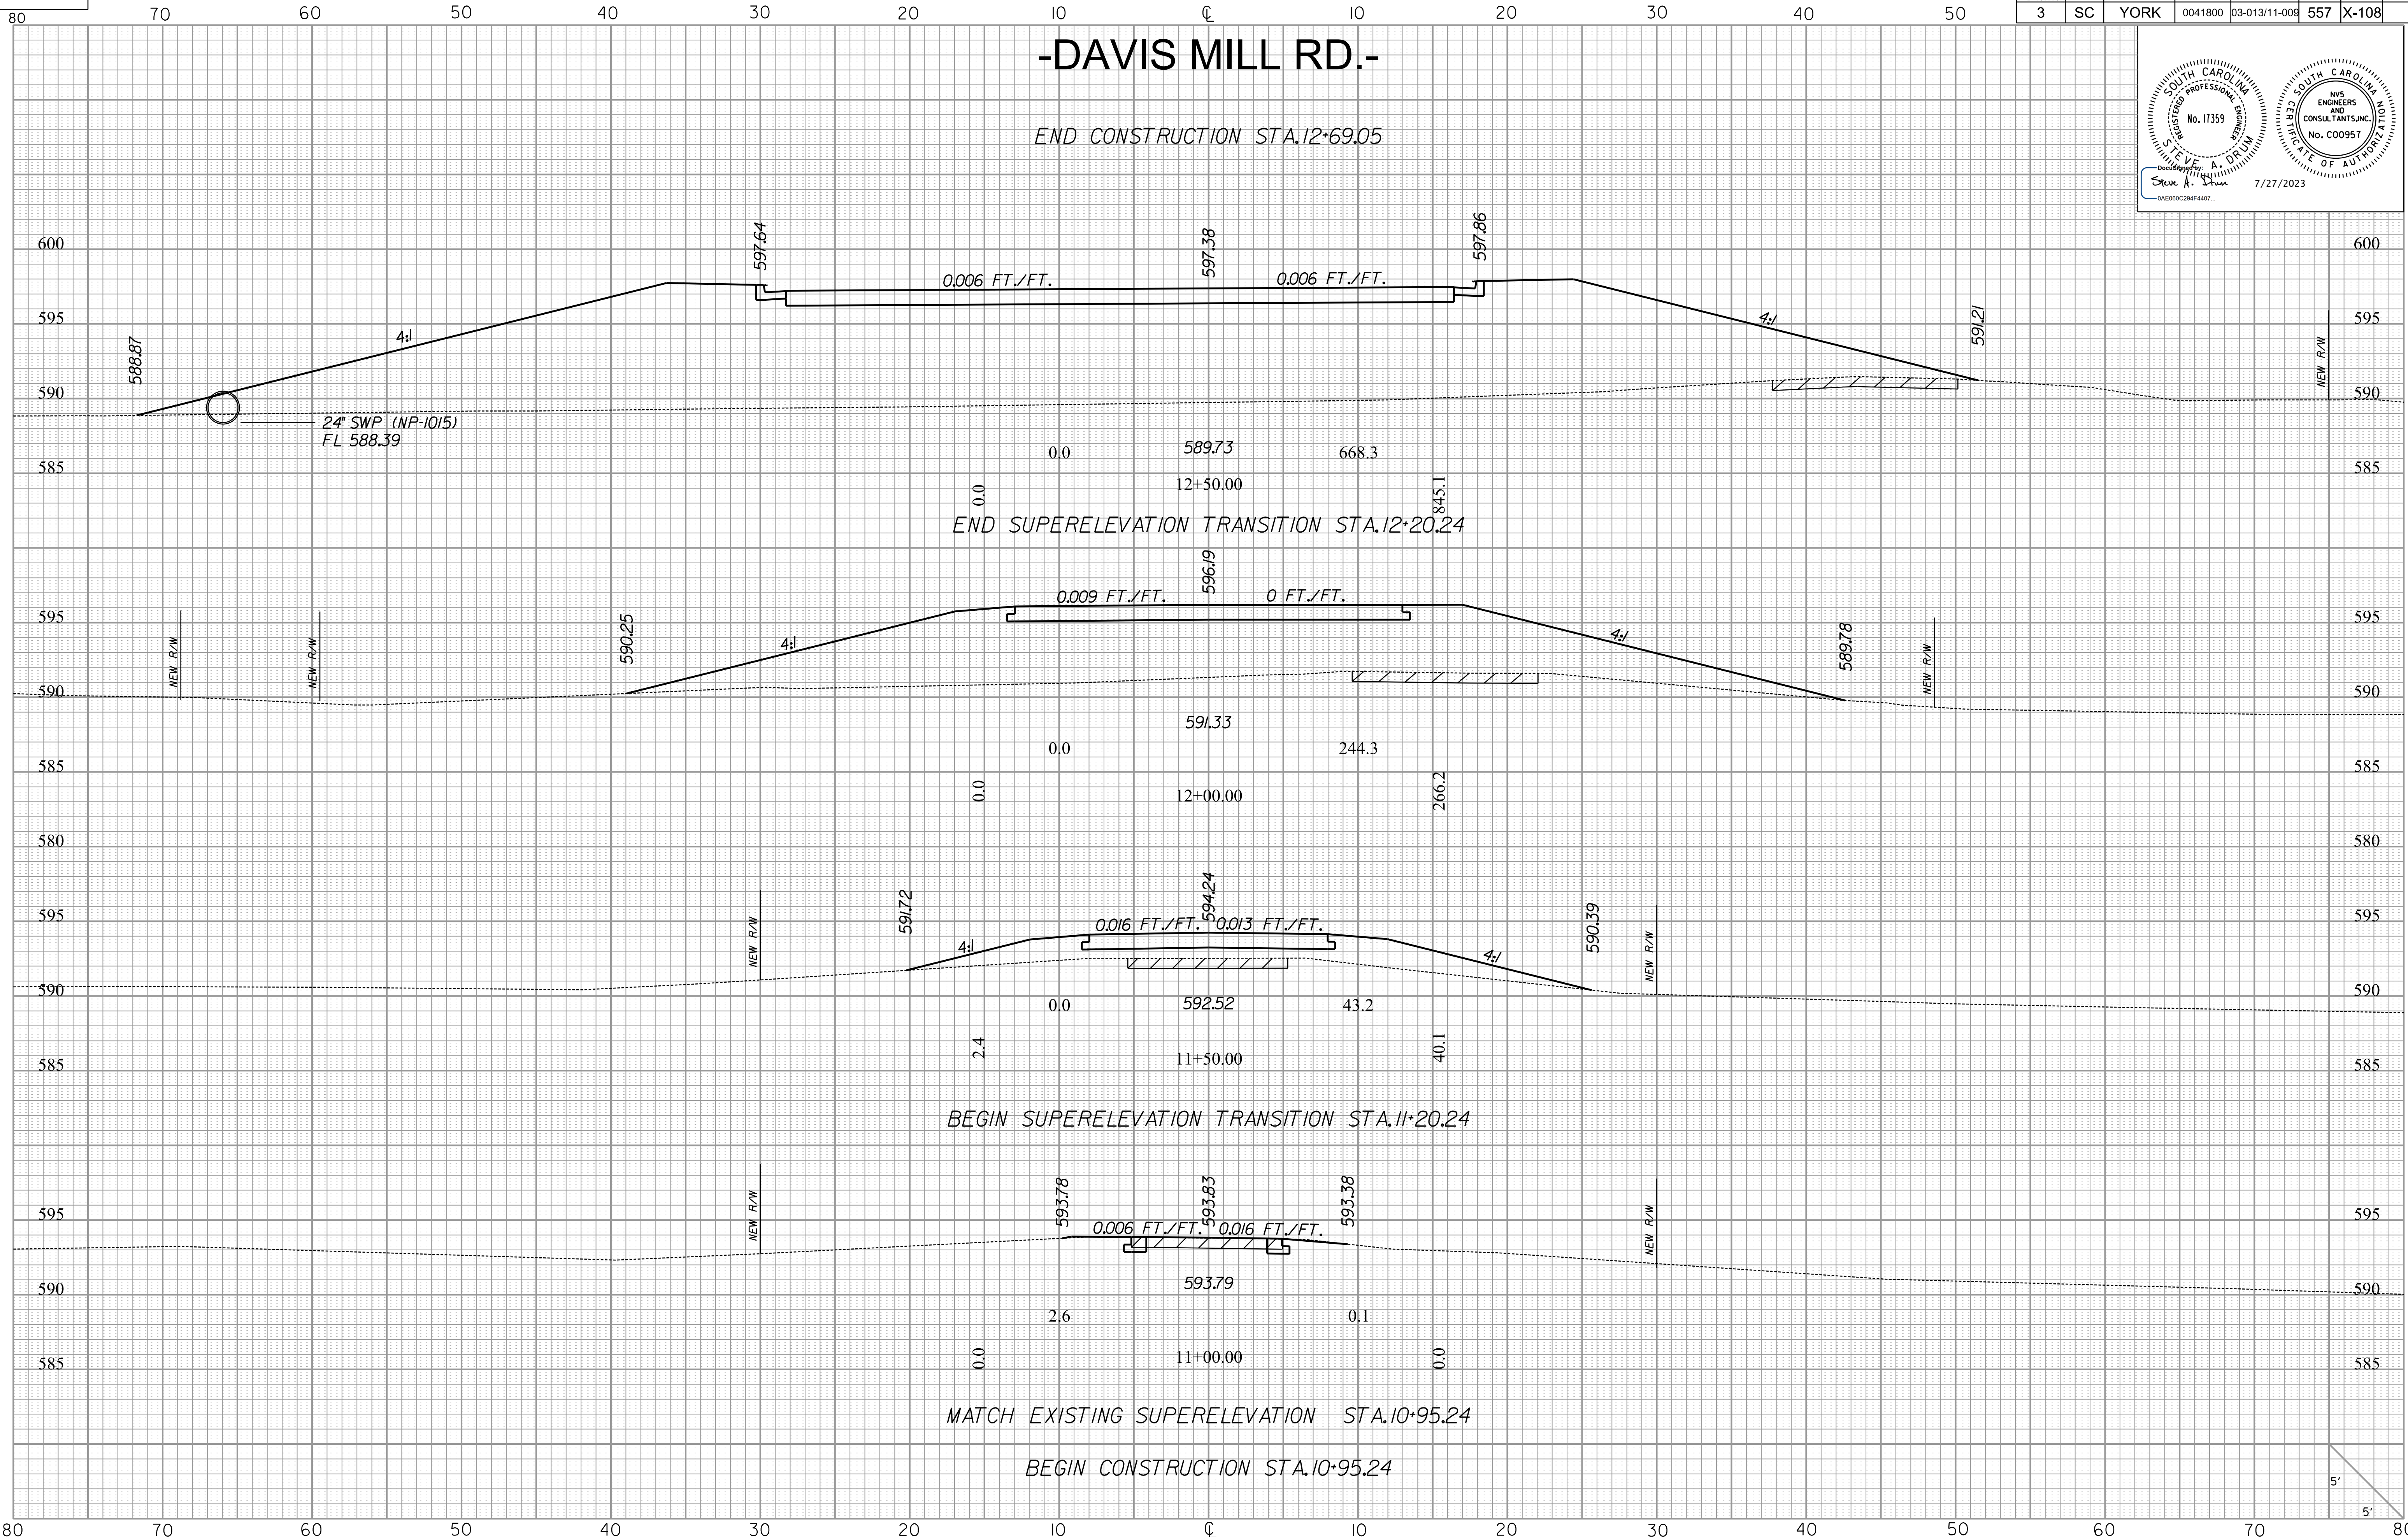 80 70 60 50 40 30 20 10 ℄ 10 20 30 40 50
3 SC YORK 0041800 03-013/11-009 557 X-108
-DAVIS MILL RD.-
SOUTH CAROLINA
REGISTERED PROFESSIONAL ENGINEER
No. 17359
STEVE A. DRUM
SOUTH CAROLINA
CERTIFICATE OF AUTHORIZATION
NV5
ENGINEERS
AND
CONSULTANTS,INC.
No. C00957
DocuSigned by:
Steve A. Drum 7/27/2023
0AE060C294F4407...
END CONSTRUCTION STA.12+69.05
597.64 597.38 597.86
600 600
0.006 FT./FT. 0.006 FT./FT.
595 595
588.87 4:1 4:1 591.21 NEW R/W
590 590
24" SWP (NP-1015)
FL 588.39
0.0 589.73 668.3
585 585
0.0 12+50.00 845.1
END SUPERELEVATION TRANSITION STA.12+20.24
596.19
0.009 FT./FT. 0 FT./FT.
595 595
NEW R/W NEW R/W 590.25 4:1 4:1 589.78 NEW R/W
590 590
591.33
0.0 244.3
585 585
0.0 12+00.00 266.2
580 580
591.72 594.24 590.39
595 0.016 FT./FT. 0.013 FT./FT. 595
NEW R/W 4:1 4:1 NEW R/W
590 590
0.0 592.52 43.2
2.4 11+50.00 40.1
585 585
BEGIN SUPERELEVATION TRANSITION STA.11+20.24
NEW R/W 593.78 593.83 593.38 NEW R/W
595 595
0.006 FT./FT. 0.016 FT./FT.
593.79
590 590
2.6 0.1
0.0 11+00.00 0.0
585 585
MATCH EXISTING SUPERELEVATION STA.10+95.24
BEGIN CONSTRUCTION STA.10+95.24
5'
5'
80 70 60 50 40 30 20 10 ℄ 10 20 30 40 50 60 70 80